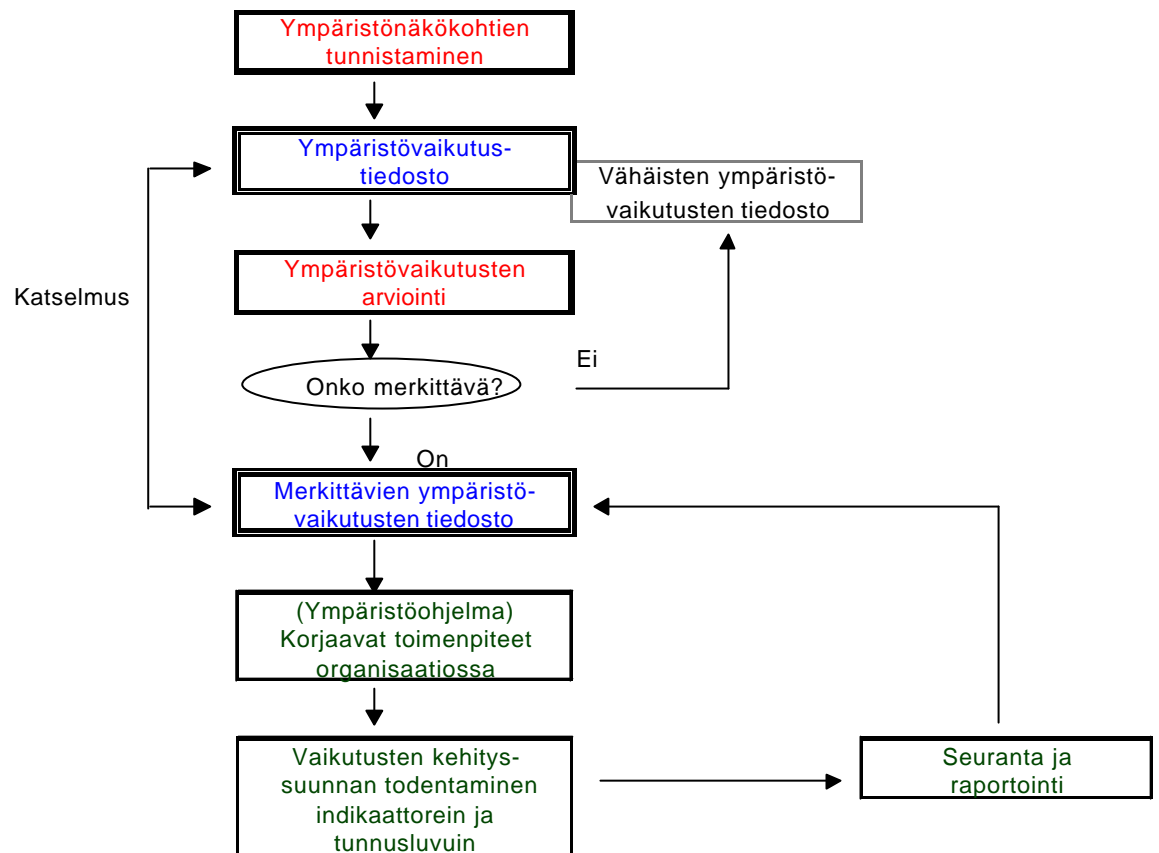 Ympäristönäkökohtien
tunnistaminen
Ympäristövaikutus-
tiedosto
Vähäisten ympäristö-
vaikutusten tiedosto
Ympäristövaikutusten
arviointi
Katselmus
Ei
Onko merkittävä?
On
Merkittävien ympäristö-
vaikutusten tiedosto
(Ympäristöohjelma)
Korjaavat toimenpiteet
organisaatiossa
Vaikutusten kehitys-
suunnan todentaminen
indikaattorein ja
tunnusluvuin
Seuranta ja
raportointi